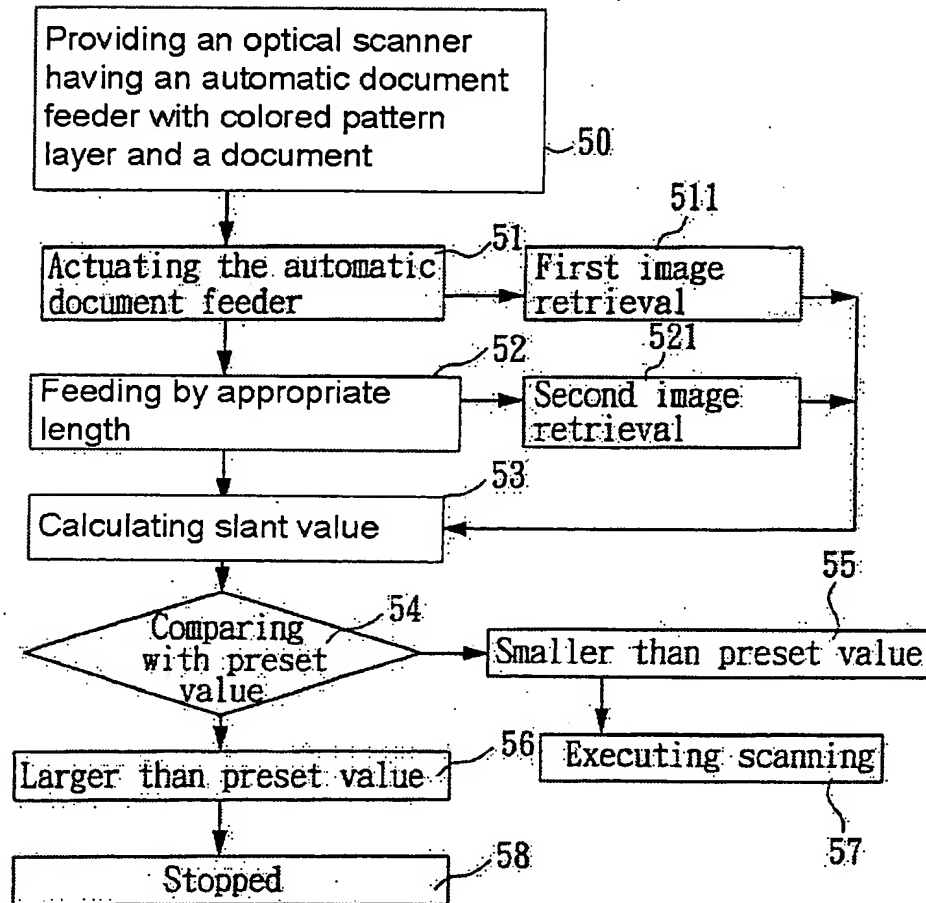 Providing an optical scanner
having an automatic document
feeder with colored pattern
layer and a document
50
51
511
Actuating the automatic
document feeder
First image
retrieval
52
521
Feeding by appropriate
length
Second image
retrieval
53
Calculating slant value
54
55
Comparing
with preset
value
Smaller than preset value
56
Larger than preset value
Executing scanning
57
58
Stopped